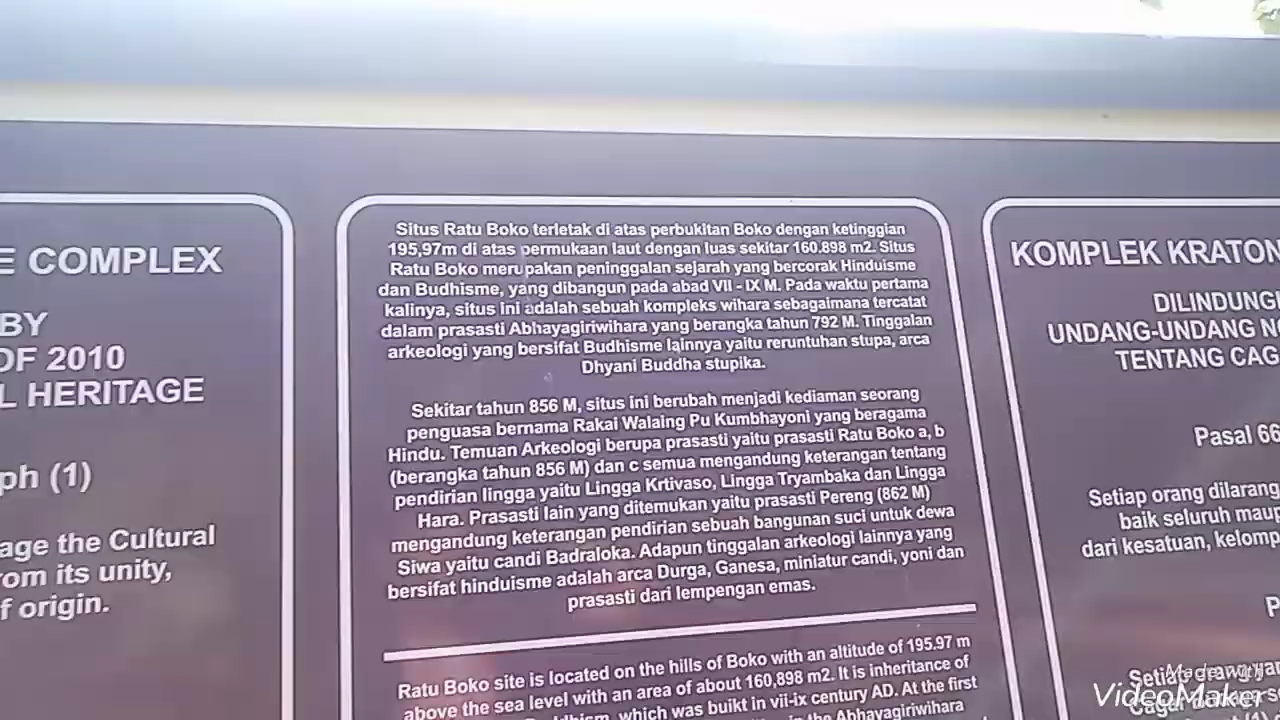 E COMPLEX
BY
OF 2010
L HERITAGE
ph (1)
age the Cultural
rom its unity,
f origin.
Situs Ratu Boko terletak di atas perbukitan Boko dengan ketinggian
195,97m di atas permukaan laut dengan luas sekitar 160.898 m2. Situs
Ratu Boko merupakan peninggalan sejarah yang bercorak Hinduisme
dan Budhisme, yang dibangun pada abad VII - IX M. Pada waktu pertama
kalinya, situs ini adalah sebuah kompleks wihara sebagaimana tercatat
dalam prasasti Abhayagiriwihara yang berangka tahun 792 M. Tinggalan
arkeologi yang bersifat Budhisme lainnya yaitu reruntuhan stupa, arca
Dhyani Buddha stupika.
Sekitar tahun 856 M, situs ini berubah menjadi kediaman seorang
penguasa bernama Rakai Walaing Pu Kumbhayoni yang beragama
Hindu. Temuan Arkeologi berupa prasasti yaitu prasasti Ratu Boko a, b
(berangka tahun 856 M) dan c semua mengandung keterangan tentang
pendirian lingga yaitu Lingga Krtivaso, Lingga Tryambaka dan Lingga
Hara. Prasasti lain yang ditemukan yaitu prasasti Pereng (862 M)
mengandung keterangan pendirian sebuah bangunan suci untuk dewa
Siwa yaitu candi Badraloka. Adapun tinggalan arkeologi lainnya yang
bersifat hinduisme adalah arca Durga, Ganesa, miniatur candi, yoni dan
prasasti dari lempengan emas.
Ratu Boko site is located on the hills of Boko with an altitude of 195.97 m
above the sea level with an area of about 160,898 m2. It is inheritance of
which was buikt in vii-ix century AD. At the first
in the Abhayagiriwihara
KOMPLEK KRATON
DILINDUNGI
UNDANG-UNDANG NO
TENTANG CAG
Pasal 66
Setiap orang dilarang
baik seluruh maup
dari kesatuan, kelomp
P
Setiap orang
Cagar
Made with
VideoMaker